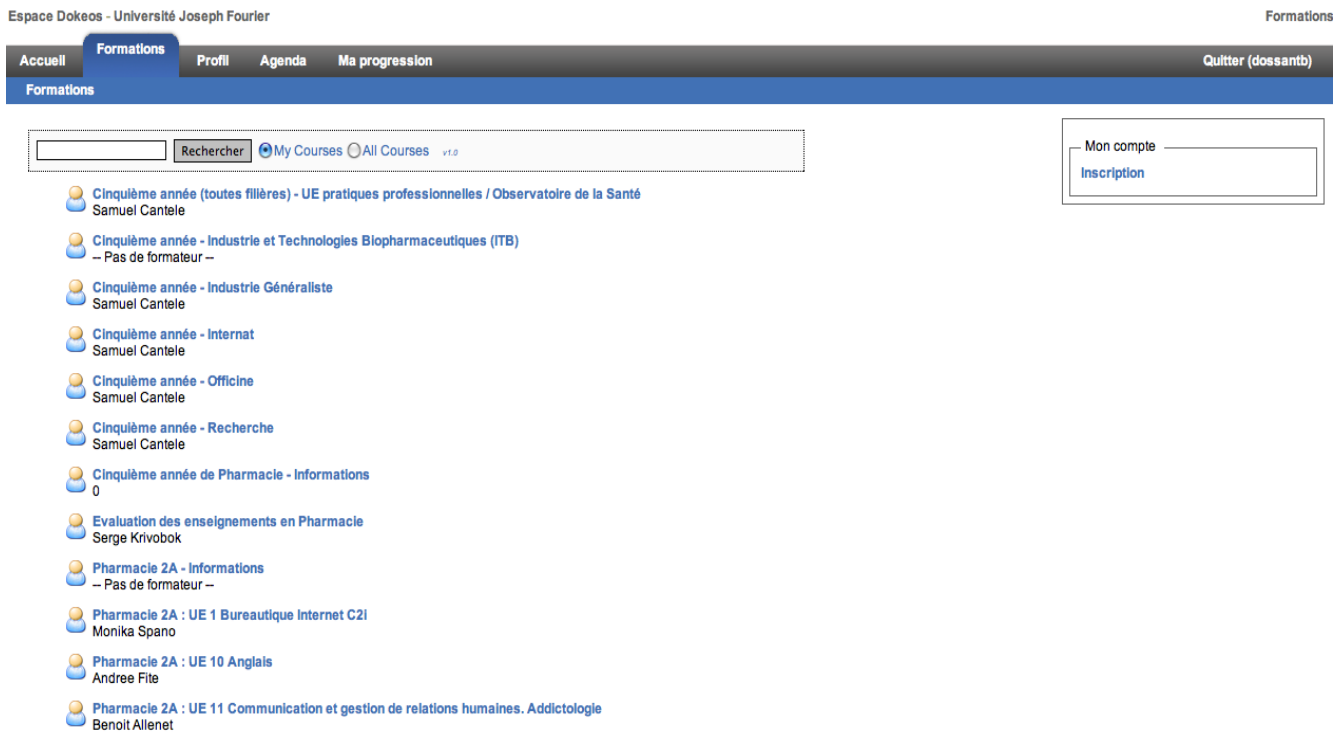 Espace Dokeos - Université Joseph Fourier
Formations
Accueil
Formations
Profil
Agenda
Ma progression
Quitter (dossantb)
Formations
Rechercher
My Courses
All Courses
v1.0
Mon compte
Inscription
Cinquième année (toutes filières) - UE pratiques professionnelles / Observatoire de la Santé
Samuel Cantele
Cinquième année - Industrie et Technologies Biopharmaceutiques (ITB)
-- Pas de formateur --
Cinquième année - Industrie Généraliste
Samuel Cantele
Cinquième année - Internat
Samuel Cantele
Cinquième année - Officine
Samuel Cantele
Cinquième année - Recherche
Samuel Cantele
Cinquième année de Pharmacie - Informations
0
Evaluation des enseignements en Pharmacie
Serge Krivobok
Pharmacie 2A - Informations
-- Pas de formateur --
Pharmacie 2A : UE 1 Bureautique Internet C2i
Monika Spano
Pharmacie 2A : UE 10 Anglais
Andree Fite
Pharmacie 2A : UE 11 Communication et gestion de relations humaines. Addictologie
Benoit Allenet